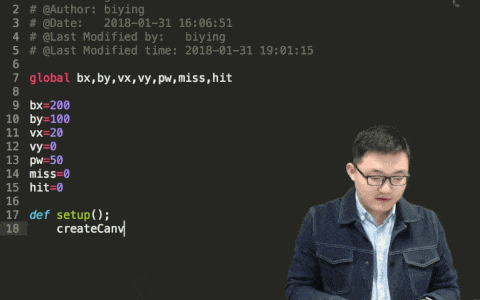 2 # @Author: biying
3 # @Date:   2018-01-31 16:06:51
4 # @Last Modified by:   biying
5 # @Last Modified time: 2018-01-31 19:01:15
6
7 global bx,by,vx,vy,pw,miss,hit
8
9 bx=200
10 by=100
11 vx=20
12 vy=0
13 pw=50
14 miss=0
15 hit=0
16
17 def setup();
18     createCanv